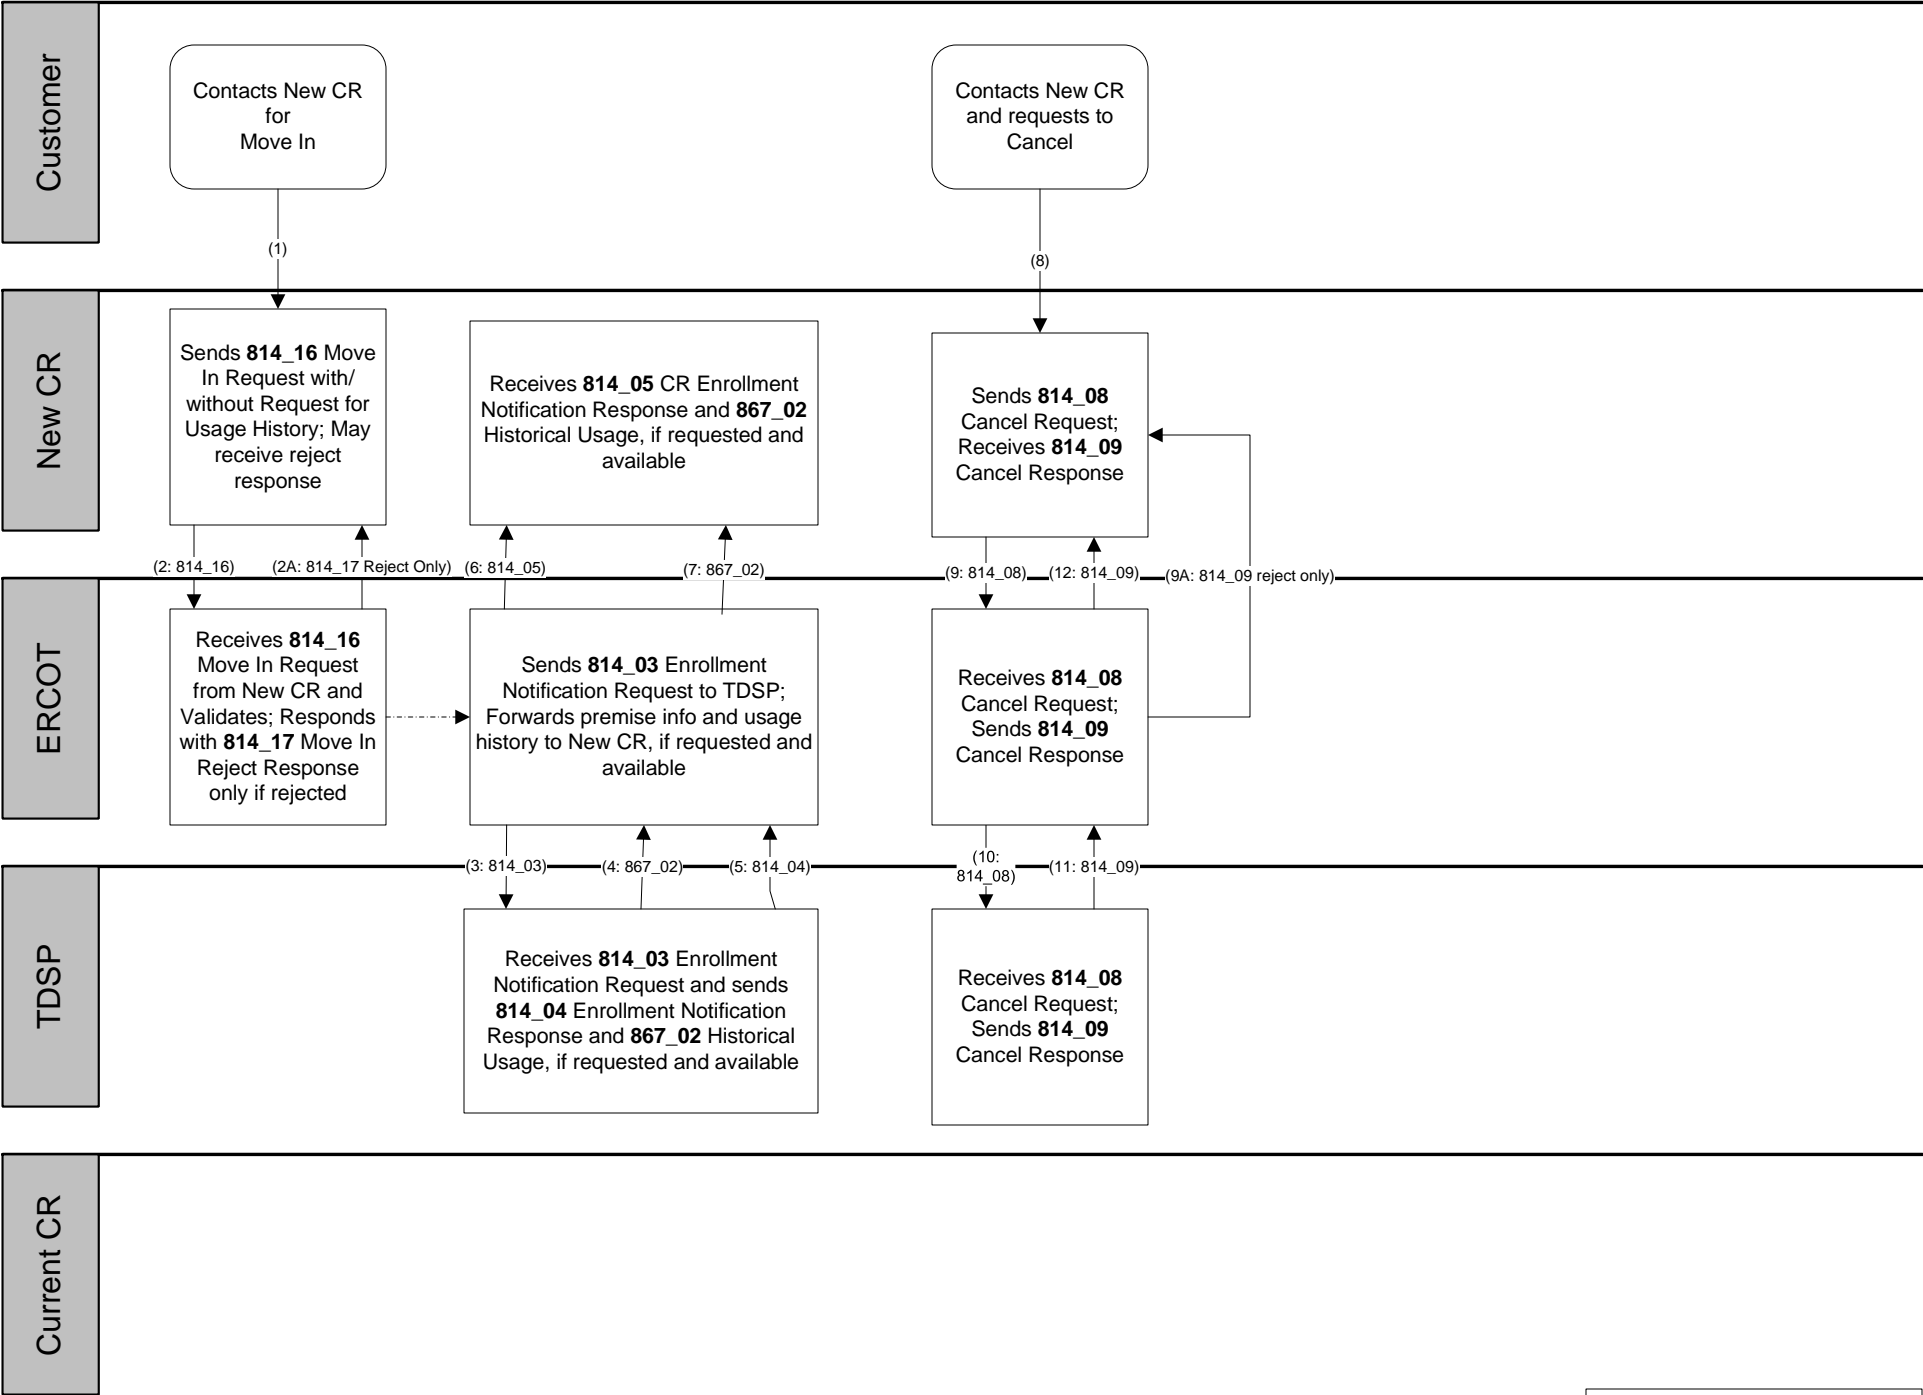 Customer
Contacts New CR
for
Move In
Contacts New CR
and requests to
Cancel
(1)
(8)
New CR
Sends 814_16 Move
In Request with/
without Request for
Usage History; May
receive reject
response
Receives 814_05 CR Enrollment
Notification Response and 867_02
Historical Usage, if requested and
available
Sends 814_08
Cancel Request;
Receives 814_09
Cancel Response
(2: 814_16)
(2A: 814_17 Reject Only)
(6: 814_05)
(7: 867_02)
(9: 814_08)
(12: 814_09)
(9A: 814_09 reject only)
ERCOT
Receives 814_16
Move In Request
from New CR and
Validates; Responds
with 814_17 Move In
Reject Response
only if rejected
Sends 814_03 Enrollment
Notification Request to TDSP;
Forwards premise info and usage
history to New CR, if requested and
available
Receives 814_08
Cancel Request;
Sends 814_09
Cancel Response
(3: 814_03)
(4: 867_02)
(5: 814_04)
(10:
814_08)
(11: 814_09)
TDSP
Receives 814_03 Enrollment
Notification Request and sends
814_04 Enrollment Notification
Response and 867_02 Historical
Usage, if requested and available
Receives 814_08
Cancel Request;
Sends 814_09
Cancel Response
Current CR